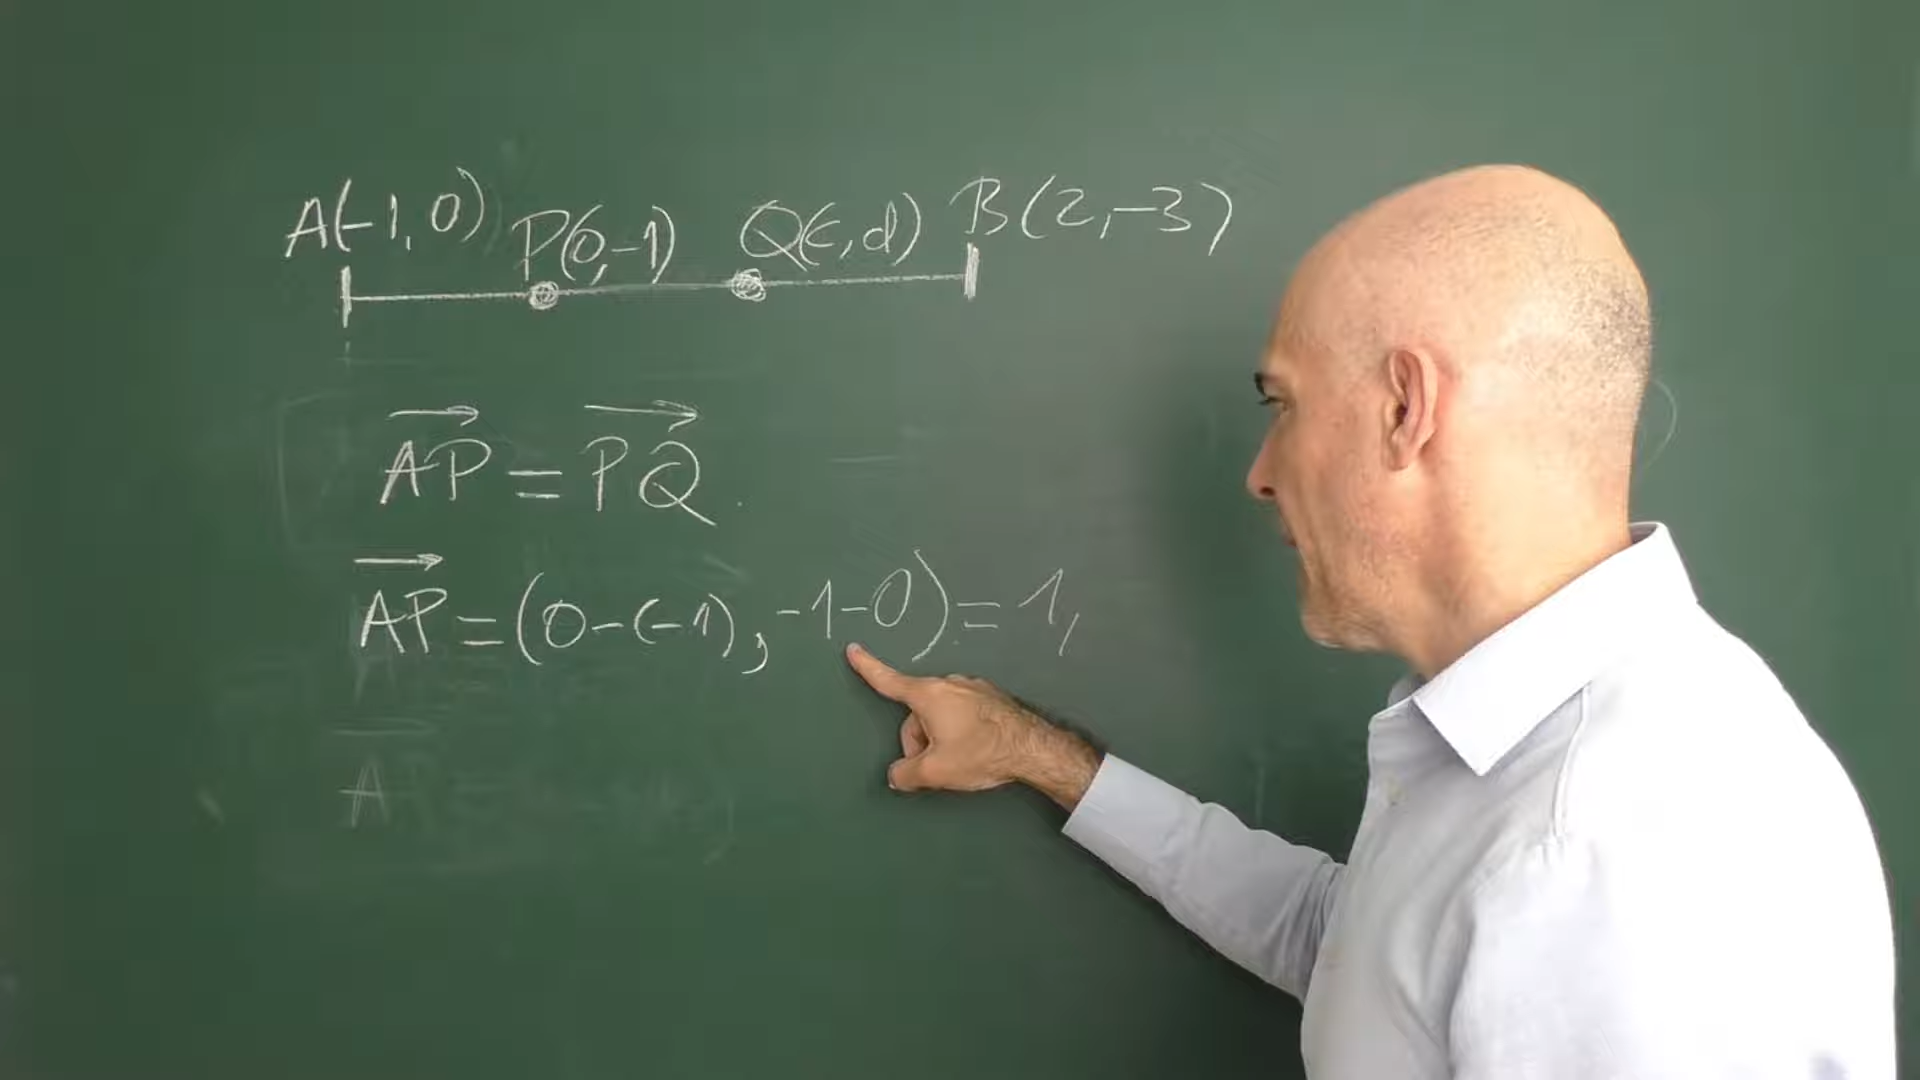 A(-1,0) P(0,-1) Q(c,d) B(2,-3)
AP = PQ
AP = (0-(-1), -1-0) = 1,
A